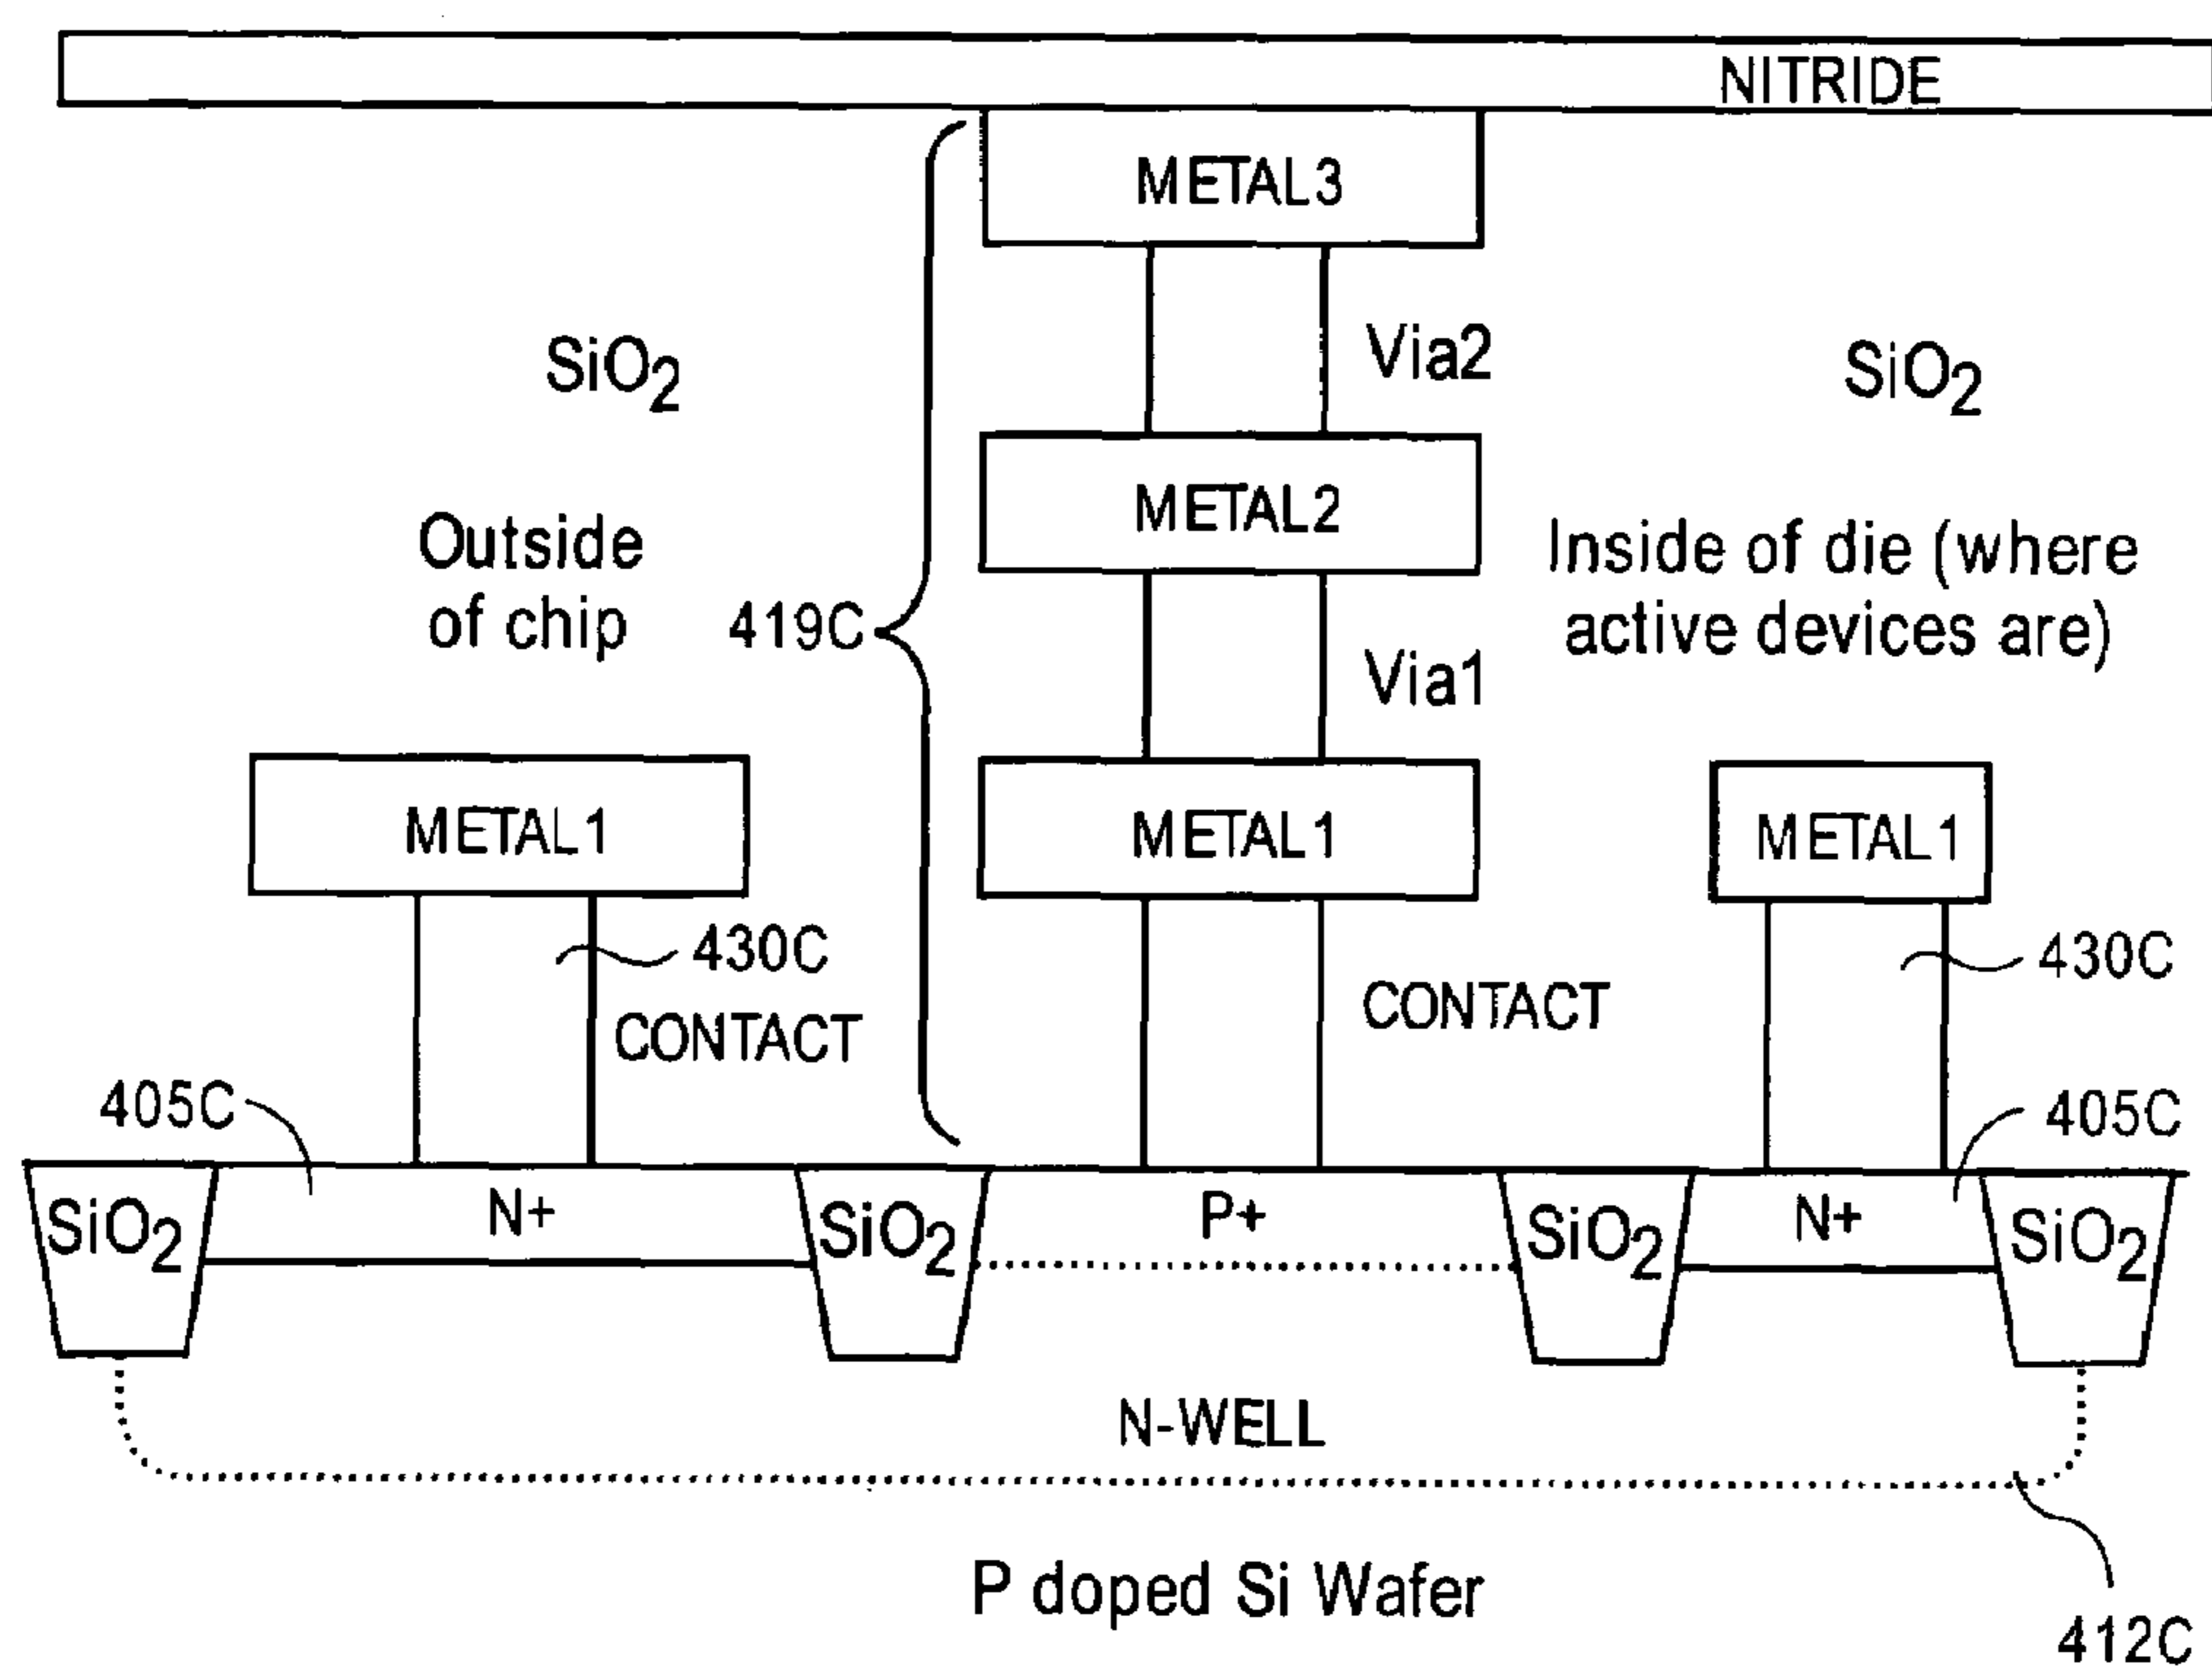 NITRIDE
METAL3
SiO2
Via2
SiO2
METAL2
Outside
of chip
419C
Inside of die (where
active devices are)
Via1
METAL1
METAL1
METAL1
430C
CONTACT
CONTACT
430C
405C
405C
SiO2
N+
SiO2
P+
SiO2
N+
SiO2
N-WELL
P doped Si Wafer
412C